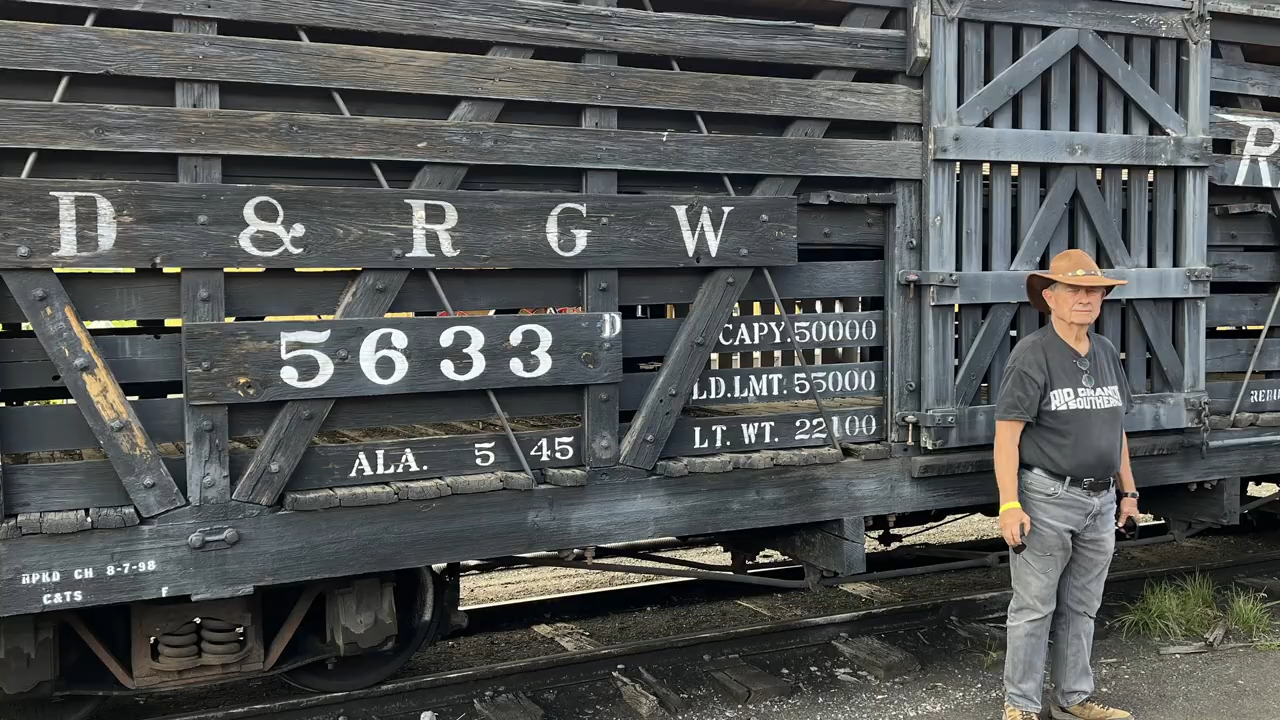 D & R G W
5633
D
CAPY. 50000
LD. LMT. 55000
LT. WT. 22100
ALA. 5 45
RPKD CH 8-7-98
C&TS F
R
RIO GRANDE
SOUTHERN